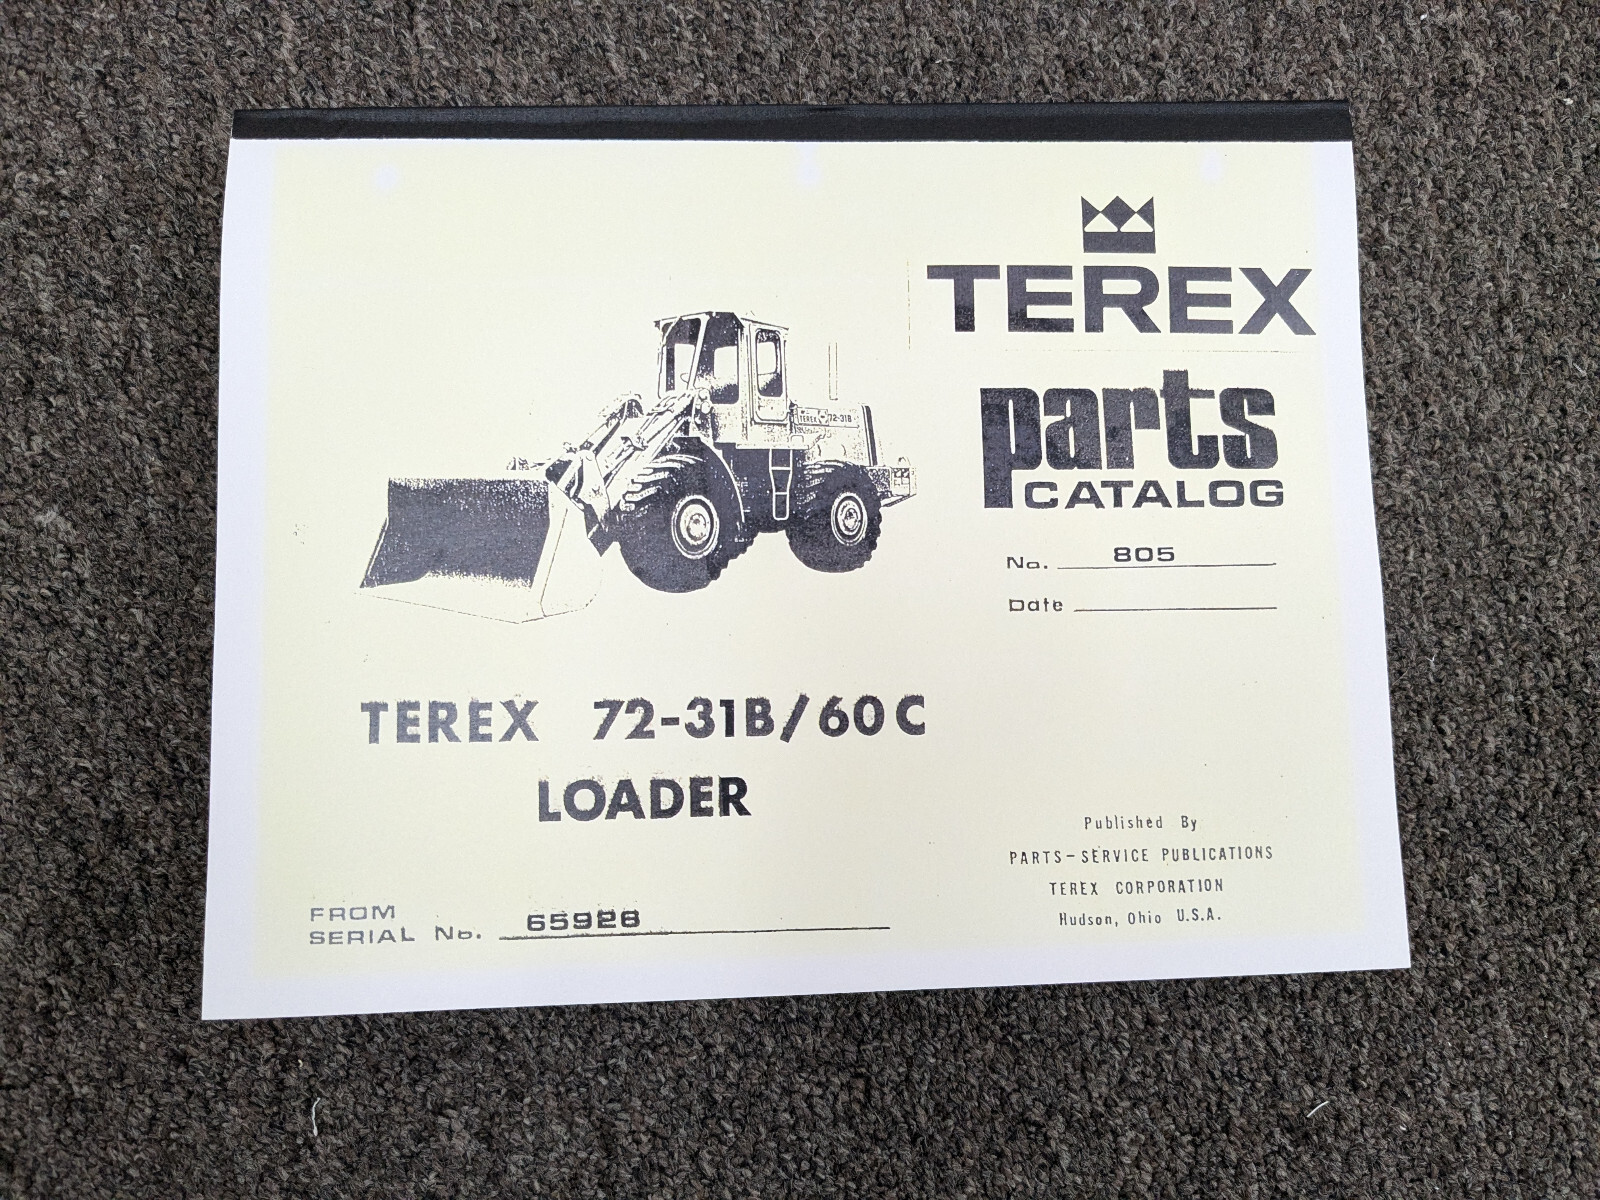 TEREX
parts
CATALOG
No. 805
Date
TEREX 72-31B
TEREX 72-31B/60C
LOADER
FROM
SERIAL No. 65928
Published By
PARTS-SERVICE PUBLICATIONS
TEREX CORPORATION
Hudson, Ohio U.S.A.